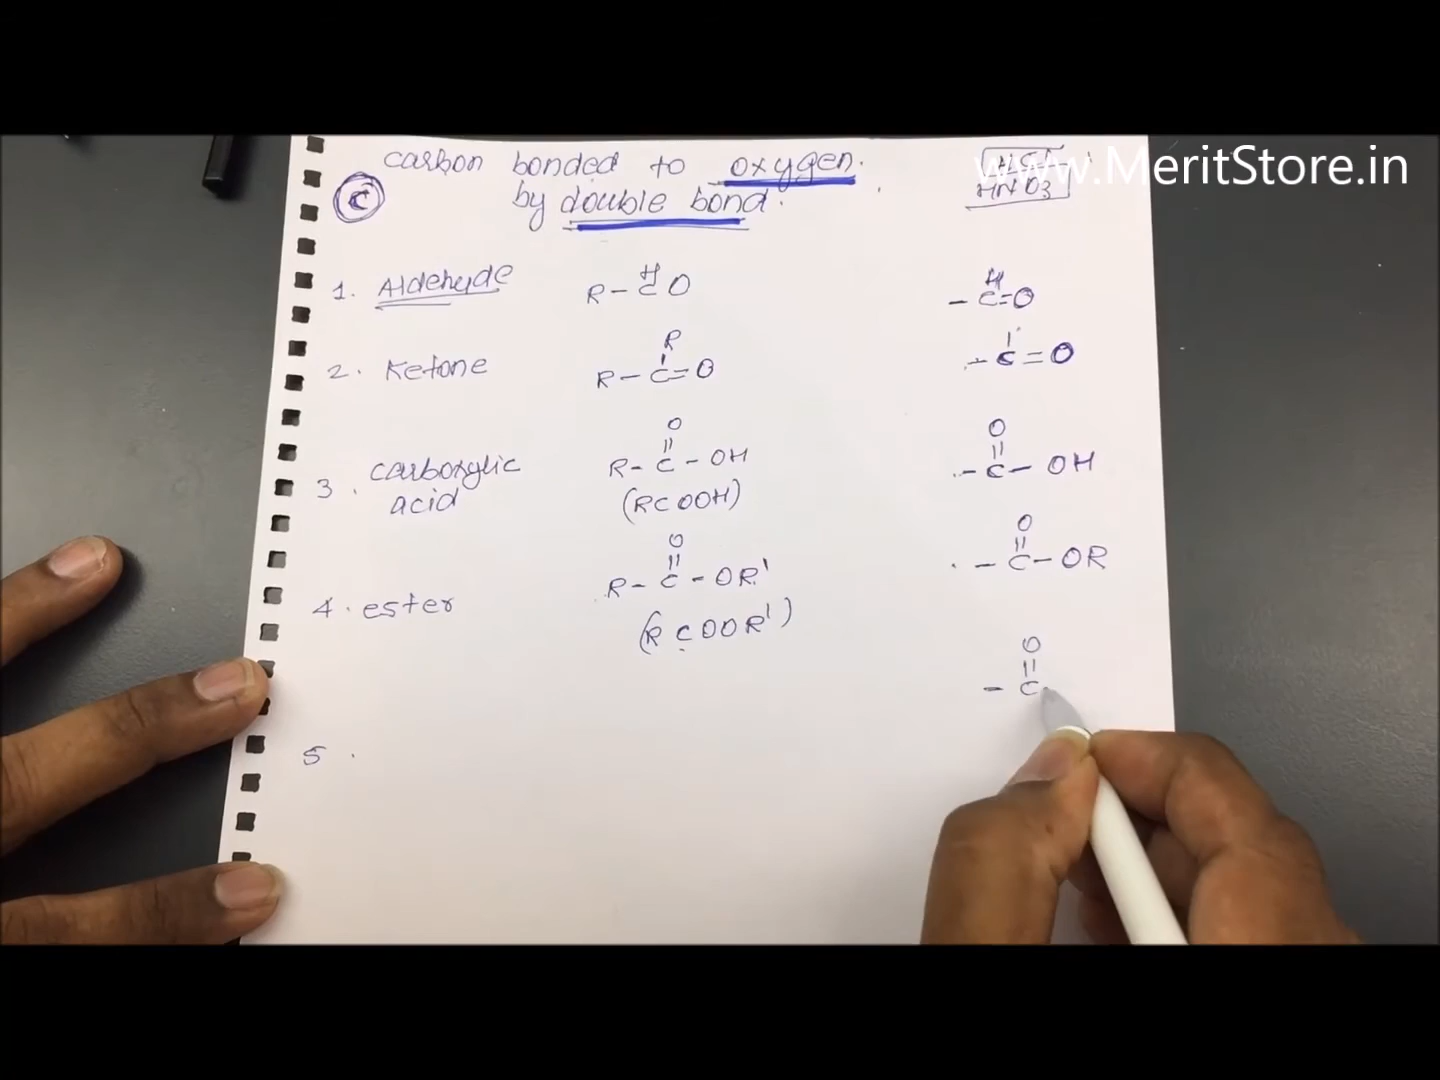 www.MeritStore.in
carbon bonded to oxygen.
C
by double bond.
HNO3
1. Aldehyde
H
R - C O
H
- C = O
2. Ketone
R
R - C = O
- C = O
3. carboxylic acid
O
R - C - OH
(RCOOH)
O
- C - OH
4. ester
O
R - C - OR'
(RCOOR')
O
- C - OR
5.
O
- C